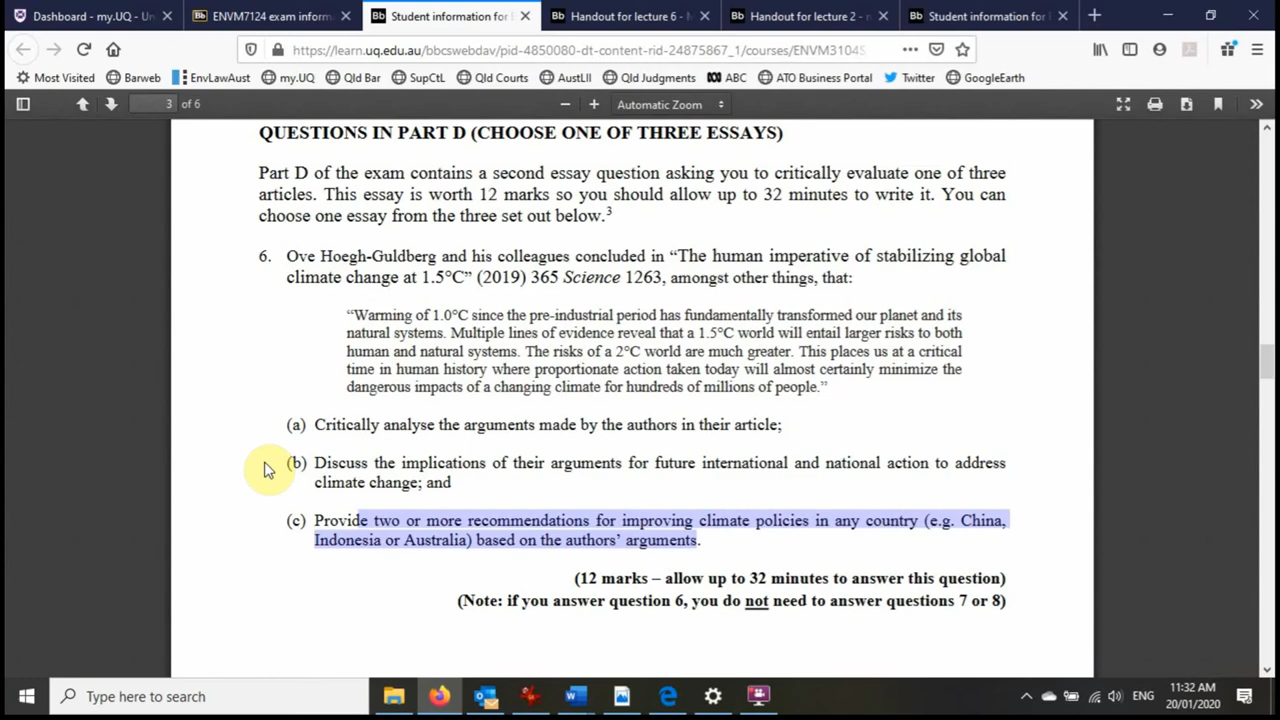 Dashboard - my.UQ - Un
ENVM7124 exam inform
Student information for E
Handout for lecture 6 - M
Handout for lecture 2 - n
Student information for E
https://learn.uq.edu.au/bbcswebdav/pid-4850080-dt-content-rid-24875867_1/courses/ENVM3104S
Most Visited
Barweb
EnvLawAust
my.UQ
Qld Bar
SupCtL
Qld Courts
AustLII
Qld Judgments
ABC
ATO Business Portal
Twitter
GoogleEarth
3 of 6
Automatic Zoom
QUESTIONS IN PART D (CHOOSE ONE OF THREE ESSAYS)
Part D of the exam contains a second essay question asking you to critically evaluate one of three
articles. This essay is worth 12 marks so you should allow up to 32 minutes to write it. You can
choose one essay from the three set out below.3
6. Ove Hoegh-Guldberg and his colleagues concluded in “The human imperative of stabilizing global
climate change at 1.5°C” (2019) 365 Science 1263, amongst other things, that:
“Warming of 1.0°C since the pre-industrial period has fundamentally transformed our planet and its
natural systems. Multiple lines of evidence reveal that a 1.5°C world will entail larger risks to both
human and natural systems. The risks of a 2°C world are much greater. This places us at a critical
time in human history where proportionate action taken today will almost certainly minimize the
dangerous impacts of a changing climate for hundreds of millions of people.”
(a) Critically analyse the arguments made by the authors in their article;
(b) Discuss the implications of their arguments for future international and national action to address
climate change; and
(c) Provide two or more recommendations for improving climate policies in any country (e.g. China,
Indonesia or Australia) based on the authors’ arguments.
(12 marks – allow up to 32 minutes to answer this question)
(Note: if you answer question 6, you do not need to answer questions 7 or 8)
Type here to search
ENG
11:32 AM
20/01/2020